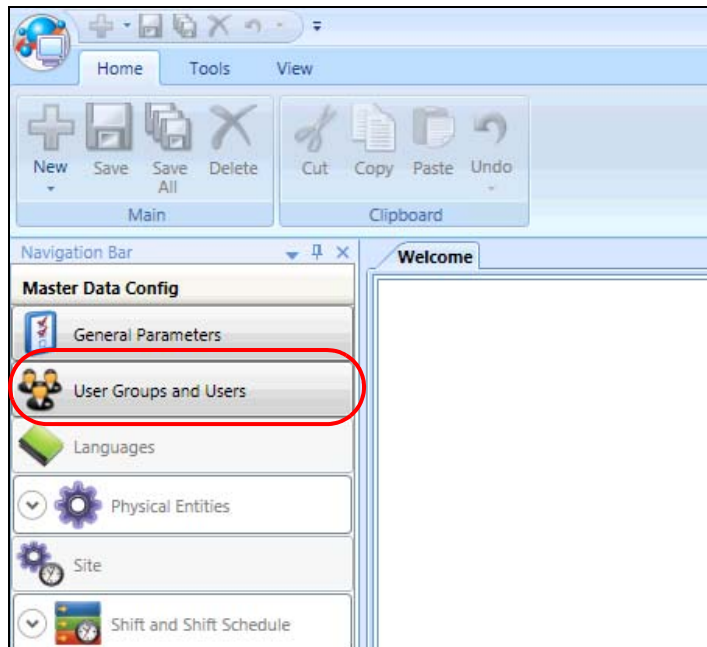 Home Tools View
New Save Save All Delete Cut Copy Paste Undo
Main Clipboard
Navigation Bar
Welcome
Master Data Config
General Parameters
User Groups and Users
Languages
Physical Entities
Site
Shift and Shift Schedule